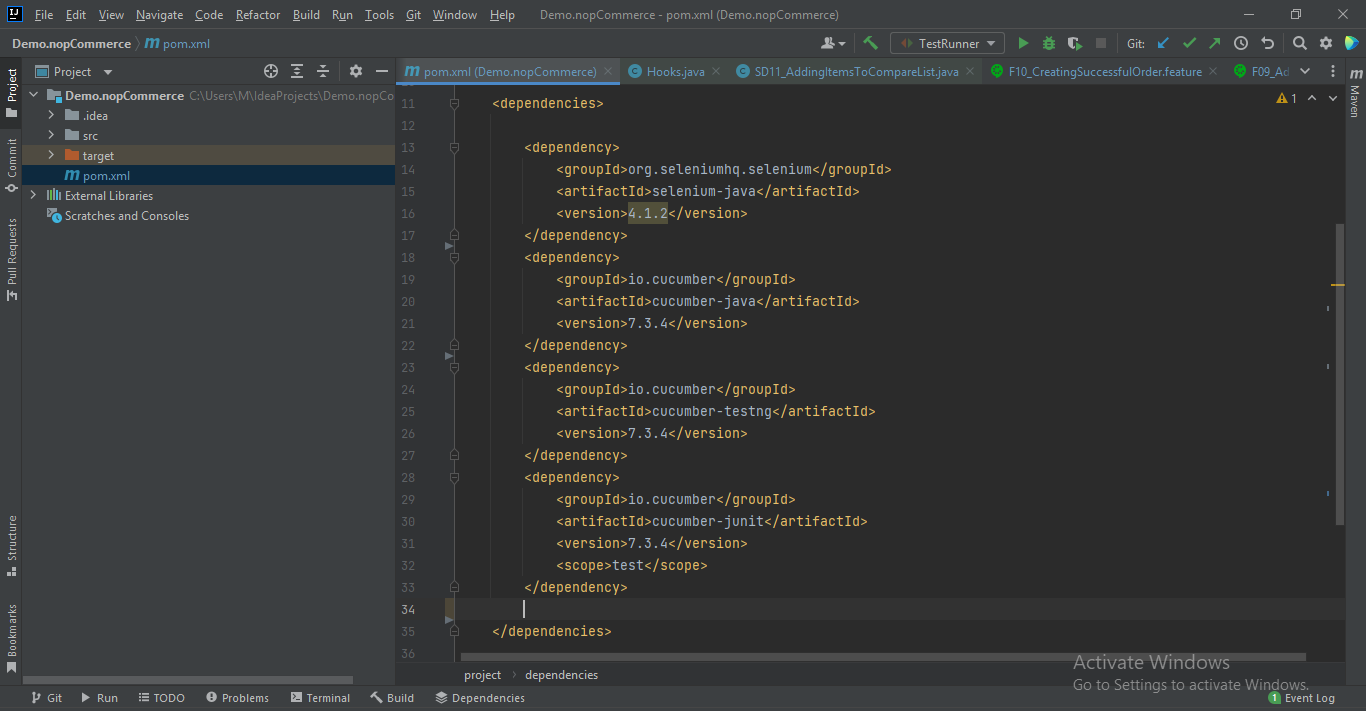 File Edit View Navigate Code Refactor Build Run Tools Git Window Help Demo.nopCommerce - pom.xml (Demo.nopCommerce)
Demo.nopCommerce m pom.xml TestRunner Git:
Project m pom.xml (Demo.nopCommerce) Hooks.java SD11_AddingItemsToCompareList.java F10_CreatingSuccessfulOrder.feature F09_Ad
Demo.nopCommerce C:\Users\M\IdeaProjects\Demo.nopCo
.idea
src
target
m pom.xml
External Libraries
Scratches and Consoles
Project
Commit
Pull Requests
Structure
Bookmarks
m Maven
1
11 <dependencies>
12
13 <dependency>
14 <groupId>org.seleniumhq.selenium</groupId>
15 <artifactId>selenium-java</artifactId>
16 <version>4.1.2</version>
17 </dependency>
18 <dependency>
19 <groupId>io.cucumber</groupId>
20 <artifactId>cucumber-java</artifactId>
21 <version>7.3.4</version>
22 </dependency>
23 <dependency>
24 <groupId>io.cucumber</groupId>
25 <artifactId>cucumber-testng</artifactId>
26 <version>7.3.4</version>
27 </dependency>
28 <dependency>
29 <groupId>io.cucumber</groupId>
30 <artifactId>cucumber-junit</artifactId>
31 <version>7.3.4</version>
32 <scope>test</scope>
33 </dependency>
34
35 </dependencies>
36
project dependencies
Activate Windows
Go to Settings to activate Windows.
Git Run TODO Problems Terminal Build Dependencies 1 Event Log